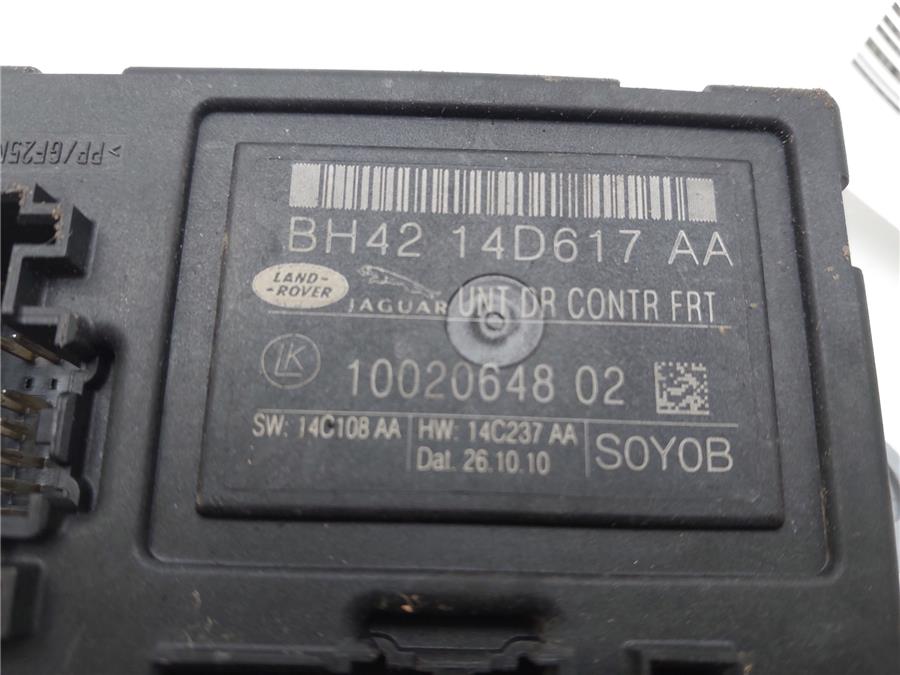 >PP/GF25
BH42 14D617 AA
LAND-
-ROVER
JAGUAR UNT DR CONTR FRT
LK
10020648 02
SW: 14C108 AA
HW: 14C237 AA
Dat. 26.10.10
S0Y0B